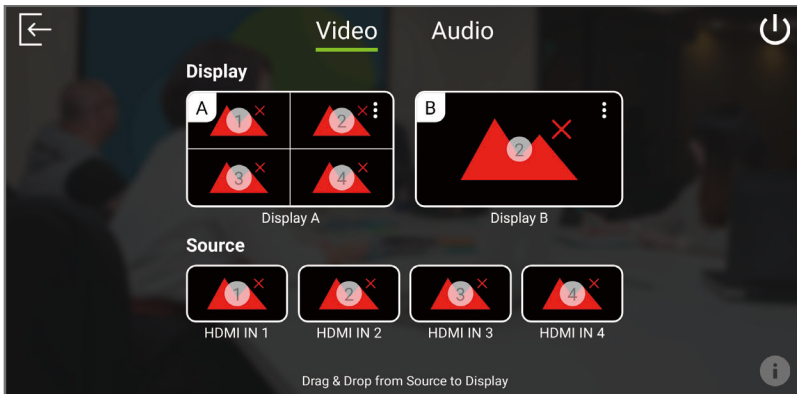 Video Audio
Display
A 1 2 B 2
3 4
Display A Display B
Source
1 2 3 4
HDMI IN 1 HDMI IN 2 HDMI IN 3 HDMI IN 4
Drag & Drop from Source to Display
i